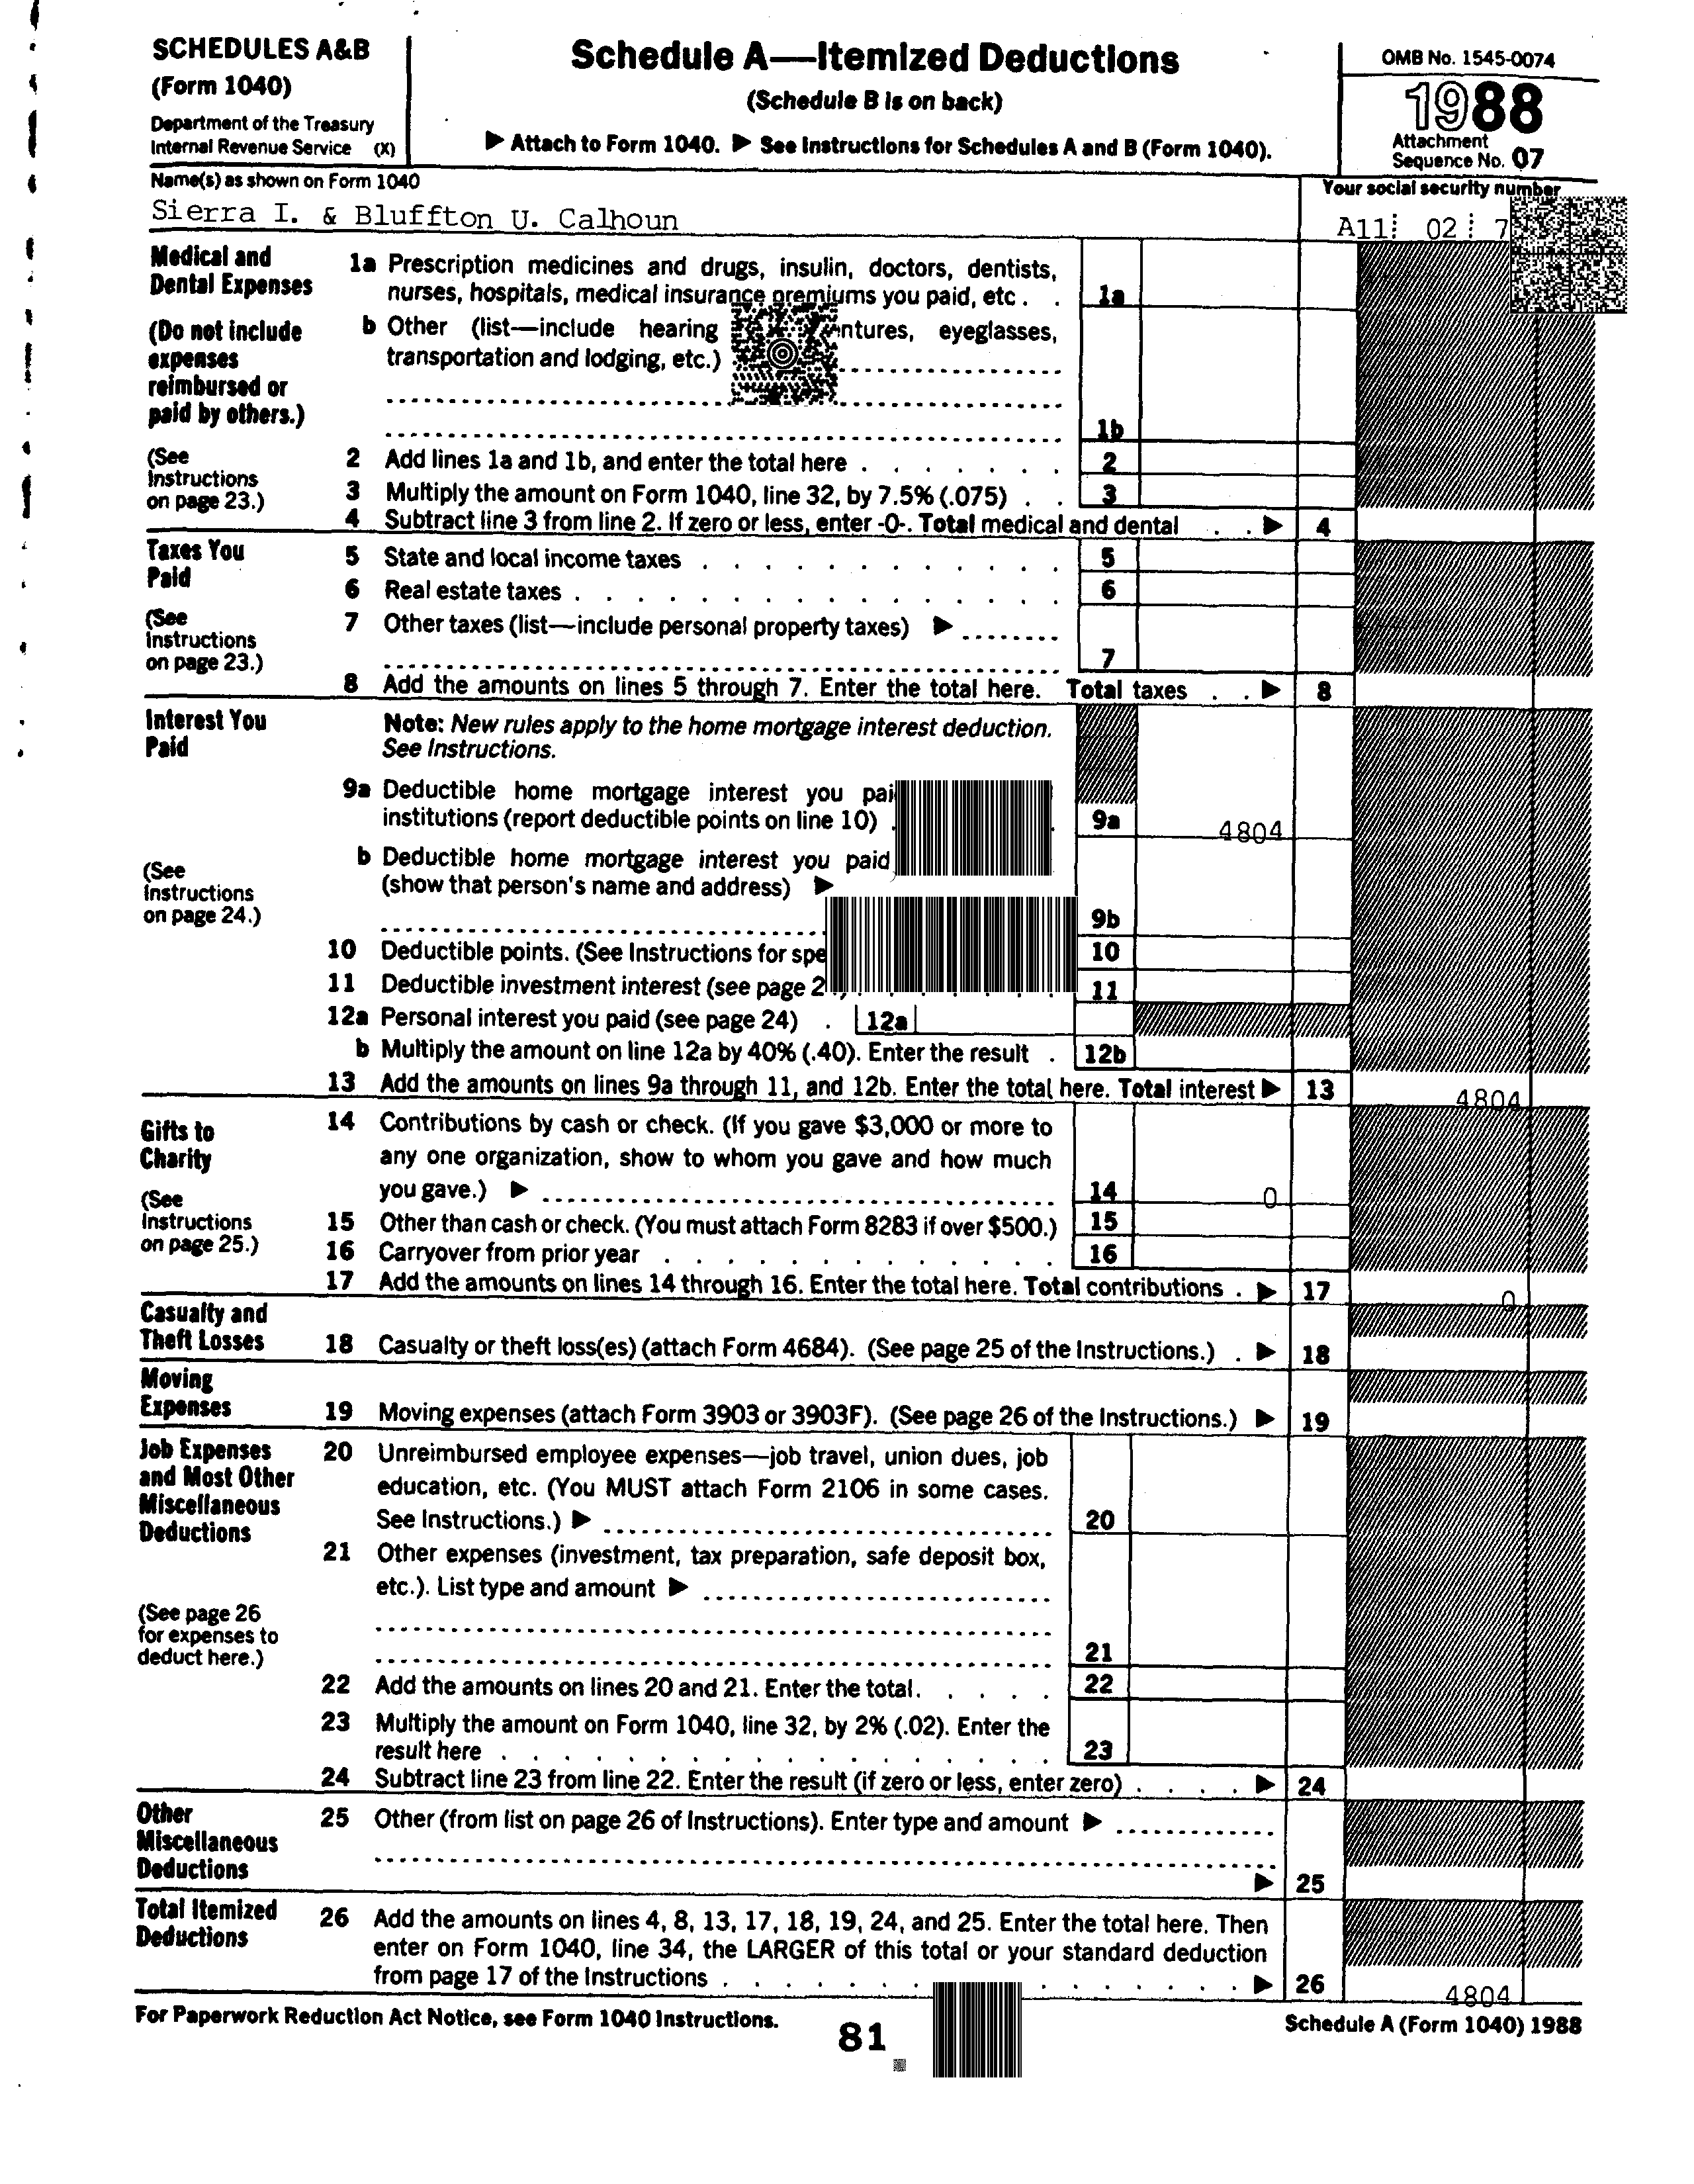 SCHEDULES A&B
(Form 1040)
Department of the Treasury
Internal Revenue Service (X)
Schedule A—Itemized Deductions
(Schedule B is on back)
▶ Attach to Form 1040. ▶ See Instructions for Schedules A and B (Form 1040).
OMB No. 1545-0074
1988
Attachment
Sequence No. 07
Name(s) as shown on Form 1040
Your social security number
Sierra I. & Bluffton U. Calhoun
A11 02 7
Medical and
Dental Expenses
(Do not include
expenses
reimbursed or
paid by others.)
(See
Instructions
on page 23.)
1a Prescription medicines and drugs, insulin, doctors, dentists,
nurses, hospitals, medical insurance premiums you paid, etc . . 1a
b Other (list—include hearing ntures, eyeglasses,
transportation and lodging, etc.)
1b
2 Add lines 1a and 1b, and enter the total here . . . . . . . 2
3 Multiply the amount on Form 1040, line 32, by 7.5% (.075) . . 3
4 Subtract line 3 from line 2. If zero or less, enter -0-. Total medical and dental . . ▶ 4
Taxes You
Paid
(See
Instructions
on page 23.)
5 State and local income taxes . . . . . . . . . . . . 5
6 Real estate taxes . . . . . . . . . . . . . . . . 6
7 Other taxes (list—include personal property taxes) ▶ ........
7
8 Add the amounts on lines 5 through 7. Enter the total here. Total taxes . . ▶ 8
Interest You
Paid
(See
Instructions
on page 24.)
Note: New rules apply to the home mortgage interest deduction.
See Instructions.
9a Deductible home mortgage interest you pai
institutions (report deductible points on line 10) . 9a 4804
b Deductible home mortgage interest you paid
(show that person's name and address) ▶
9b
10 Deductible points. (See Instructions for spe 10
11 Deductible investment interest (see page 2 11
12a Personal interest you paid (see page 24) . 12a
b Multiply the amount on line 12a by 40% (.40). Enter the result . 12b
13 Add the amounts on lines 9a through 11, and 12b. Enter the total here. Total interest ▶ 13 4804
Gifts to
Charity
(See
Instructions
on page 25.)
14 Contributions by cash or check. (If you gave $3,000 or more to
any one organization, show to whom you gave and how much
you gave.) ▶ 14 0
15 Other than cash or check. (You must attach Form 8283 if over $500.) 15
16 Carryover from prior year . . . . . . . . . . . . . 16
17 Add the amounts on lines 14 through 16. Enter the total here. Total contributions . ▶ 17 0
Casualty and
Theft Losses
18 Casualty or theft loss(es) (attach Form 4684). (See page 25 of the Instructions.) . ▶ 18
Moving
Expenses
19 Moving expenses (attach Form 3903 or 3903F). (See page 26 of the Instructions.) ▶ 19
Job Expenses
and Most Other
Miscellaneous
Deductions
(See page 26
for expenses to
deduct here.)
20 Unreimbursed employee expenses—job travel, union dues, job
education, etc. (You MUST attach Form 2106 in some cases.
See Instructions.) ▶ 20
21 Other expenses (investment, tax preparation, safe deposit box,
etc.). List type and amount ▶
21
22 Add the amounts on lines 20 and 21. Enter the total. . . . . 22
23 Multiply the amount on Form 1040, line 32, by 2% (.02). Enter the
result here . . . . . . . . . . . . . . . . . . 23
24 Subtract line 23 from line 22. Enter the result (if zero or less, enter zero) . . . . ▶ 24
Other
Miscellaneous
Deductions
25 Other (from list on page 26 of Instructions). Enter type and amount ▶
▶ 25
Total Itemized
Deductions
26 Add the amounts on lines 4, 8, 13, 17, 18, 19, 24, and 25. Enter the total here. Then
enter on Form 1040, line 34, the LARGER of this total or your standard deduction
from page 17 of the Instructions . . . . . . . . . . . . . ▶ 26 4804
For Paperwork Reduction Act Notice, see Form 1040 Instructions.
81
Schedule A (Form 1040) 1988